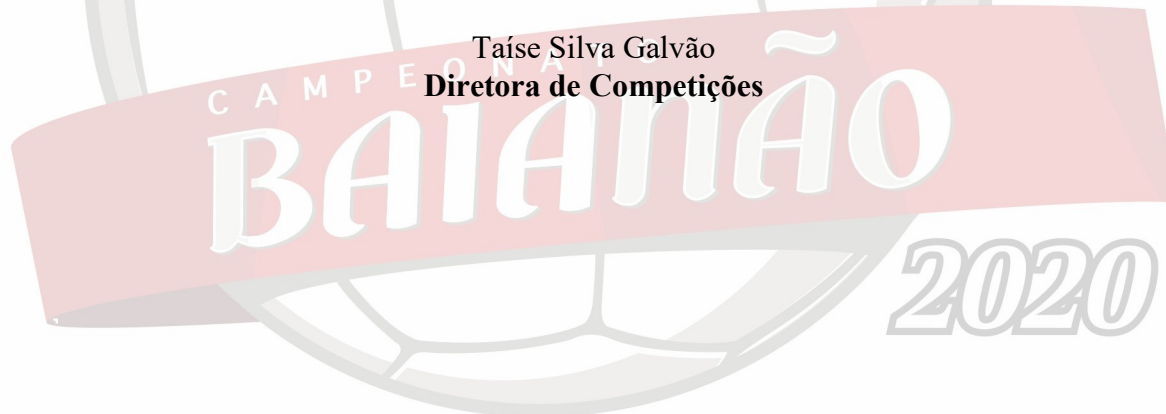 Taíse Silva Galvão
Diretora de Competições
CAMPEONATO
BAIANÃO
2020